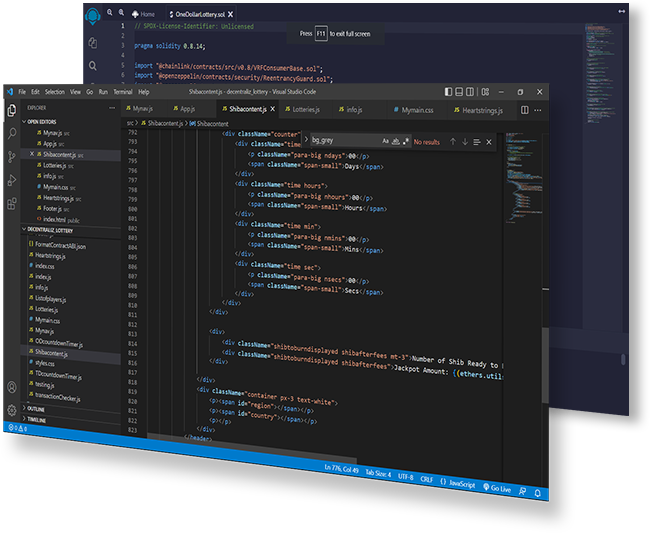 Home
OneDollarLottery.sol
// SPDX-License-Identifier: Unlicensed
Press F11 to exit full screen
pragma solidity 0.8.14;
import "@chainlink/contracts/src/v0.8/VRFConsumerBase.sol";
import "@openzeppelin/contracts/security/ReentrancyGuard.sol";
File Edit Selection View Go Run Terminal Help
Shibacontent.js - decentraliz_lottery - Visual Studio Code
EXPLORER
Mynav.js
App.js
Shibacontent.js
Lotteries.js
info.js
Mymain.css
Heartstrings.js
src > Shibacontent.js > Shibacontent
OPEN EDITORS
Mynav.js src
App.js src
Shibacontent.js src
Lotteries.js src
info.js src
Mymain.css src
Heartstrings.js src
Footer.js src
index.html public
DECENTRALIZ_LOTTERY
FormatContractABI.json
Heartstrings.js
index.css
index.js
info.js
Listofplayers.js
Lotteries.js
Mymain.css
Mynav.js
ODcountdownTimer.js
Shibacontent.js
styles.css
TDcountdownTimer.js
testing.js
transactionChecker.js
OUTLINE
TIMELINE
bg_grey
Aa ab .*
No results
792 <div className="counter
793 <div className="time
794 <p className="para-big ndays">00</p>
795 <span className="span-small">Days</span>
796 </div>
797 <div className="time hours">
798 <p className="para-big nhours">00</p>
799 <span className="span-small">Hours</span>
800 </div>
801 <div className="time min">
802 <p className="para-big nmins">00</p>
803 <span className="span-small">Mins</span>
804 </div>
805 <div className="time sec">
806 <p className="para-big nsecs">00</p>
807 <span className="span-small">Secs</span>
808 </div>
809 </div>
810 </div>
811
812 <div>
813 <div className="shibtoburndisplayed shibafterfees mt-3">Number of Shib Ready to
814 <div className="shibtoburndisplayed shibafterfees">Jackpot Amount: {(ethers.util
815 </div>
816 </div>
817 <div className="container px-3 text-white">
818 <p><span id="region"></span></p>
819 <p><span id="country"></span></p>
820 <p></p>
821 </div>
822 </header>
0 0
Ln 776, Col 49 Tab Size: 4 UTF-8 CRLF {} JavaScript Go Live